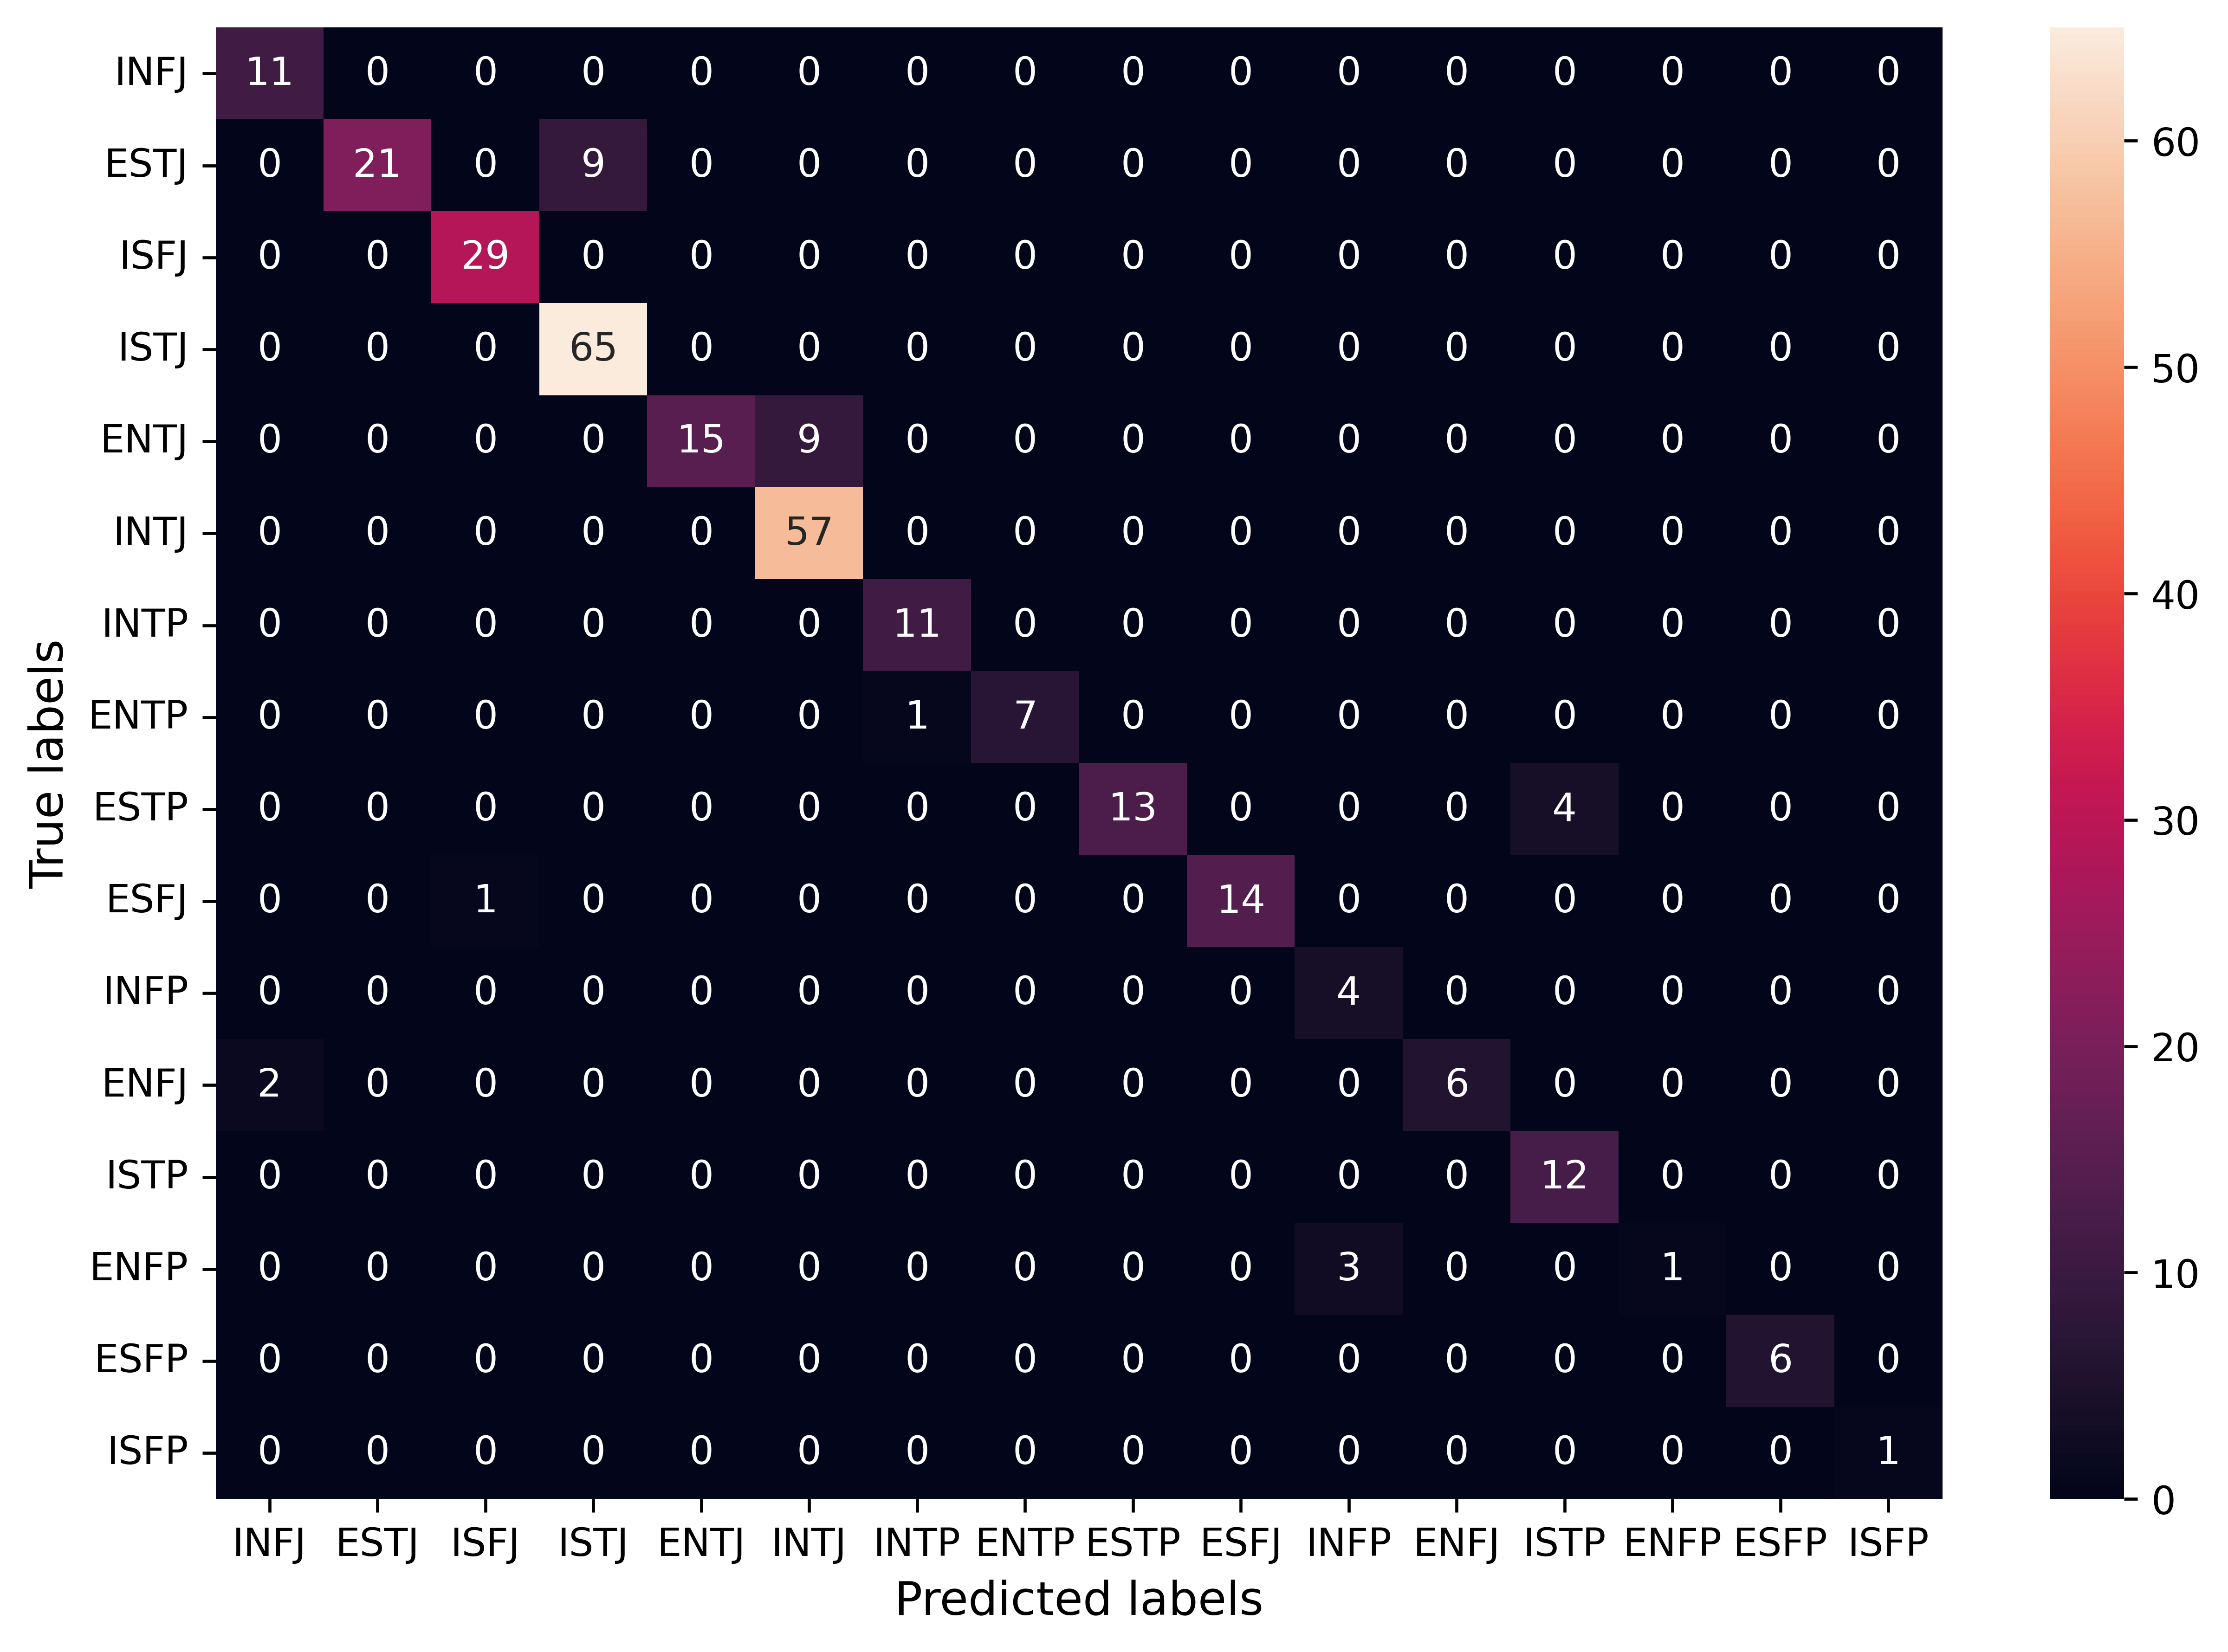 INFJ 11 0 0 0 0 0 0 0 0 0 0 0 0 0 0 0
ESTJ 0 21 0 9 0 0 0 0 0 0 0 0 0 0 0 0
ISFJ 0 0 29 0 0 0 0 0 0 0 0 0 0 0 0 0
ISTJ 0 0 0 65 0 0 0 0 0 0 0 0 0 0 0 0
ENTJ 0 0 0 0 15 9 0 0 0 0 0 0 0 0 0 0
INTJ 0 0 0 0 0 57 0 0 0 0 0 0 0 0 0 0
INTP 0 0 0 0 0 0 11 0 0 0 0 0 0 0 0 0
ENTP 0 0 0 0 0 0 1 7 0 0 0 0 0 0 0 0
ESTP 0 0 0 0 0 0 0 0 13 0 0 0 4 0 0 0
ESFJ 0 0 1 0 0 0 0 0 0 14 0 0 0 0 0 0
INFP 0 0 0 0 0 0 0 0 0 0 4 0 0 0 0 0
ENFJ 2 0 0 0 0 0 0 0 0 0 0 6 0 0 0 0
ISTP 0 0 0 0 0 0 0 0 0 0 0 0 12 0 0 0
ENFP 0 0 0 0 0 0 0 0 0 0 3 0 0 1 0 0
ESFP 0 0 0 0 0 0 0 0 0 0 0 0 0 0 6 0
ISFP 0 0 0 0 0 0 0 0 0 0 0 0 0 0 0 1
INFJ ESTJ ISFJ ISTJ ENTJ INTJ INTP ENTP ESTP ESFJ INFP ENFJ ISTP ENFP ESFP ISFP
Predicted labels
True labels
60
50
40
30
20
10
0